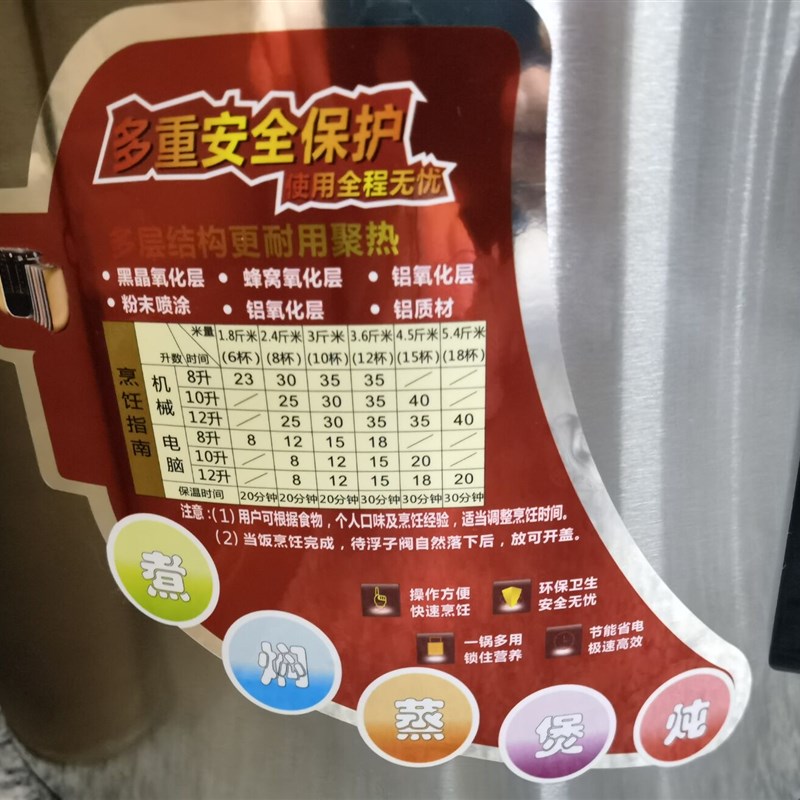 多重安全保护
使用全程无忧
多层结构更耐用聚热
• 黑晶氧化层 • 蜂窝氧化层 • 铝氧化层
• 粉末喷涂 • 铝氧化层 • 铝质材
烹饪指南
米量 升数 时间 1.8斤米 2.4斤米 3斤米 3.6斤米 4.5斤米 5.4斤米
(6杯) (8杯) (10杯) (12杯) (15杯) (18杯)
机械 8升 23 30 35 35 / /
10升 / 25 30 35 40 /
12升 / 25 30 35 35 40
电脑 8升 8 12 15 18 / /
10升 / 8 12 15 20 /
12升 / 8 12 15 18 20
保温时间 20分钟 20分钟 20分钟 30分钟 30分钟 30分钟
注意:(1) 用户可根据食物，个人口味及烹饪经验，适当调整烹饪时间。
(2) 当饭烹饪完成，待浮子阀自然落下后，放可开盖。
操作方便
快速烹饪
环保卫生
安全无忧
一锅多用
锁住营养
节能省电
极速高效
煮
焖
蒸
煲
炖